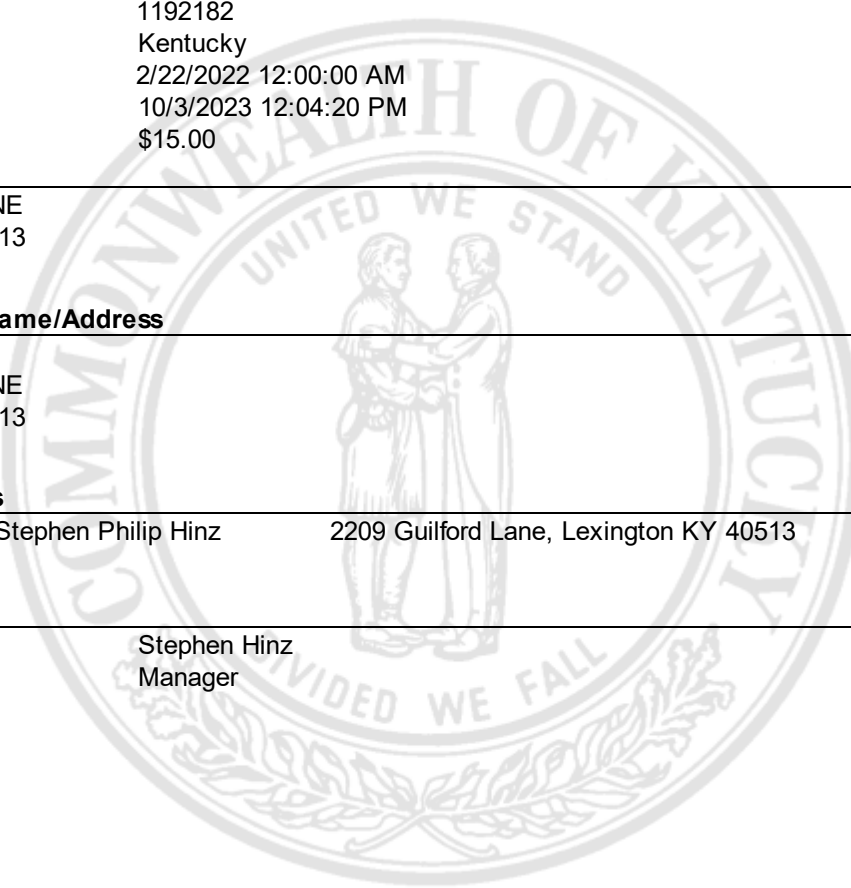 1192182
Kentucky
2/22/2022 12:00:00 AM
10/3/2023 12:04:20 PM
$15.00
NE
13
ame/Address
NE
13
s
Stephen Philip Hinz 2209 Guilford Lane, Lexington KY 40513
Stephen Hinz
Manager
COMMONWEALTH OF KENTUCKY
UNITED WE STAND
DIVIDED WE FALL